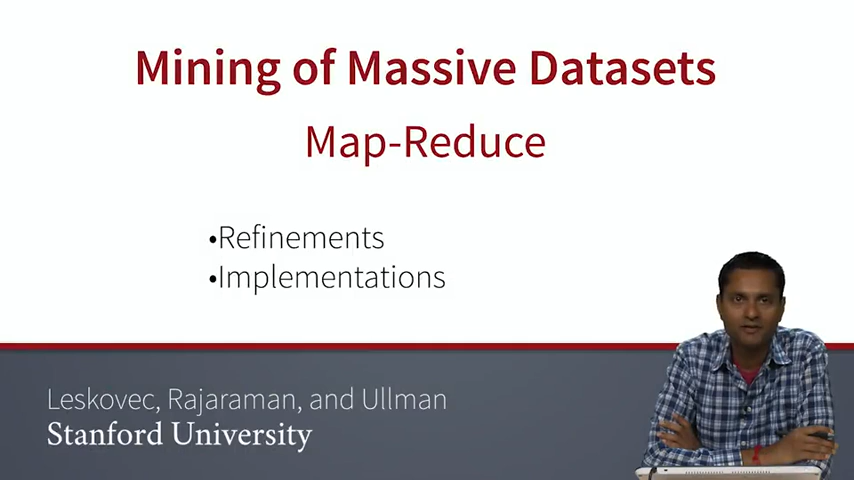 Mining of Massive Datasets
Map-Reduce
•Refinements
•Implementations
Leskovec, Rajaraman, and Ullman
Stanford University